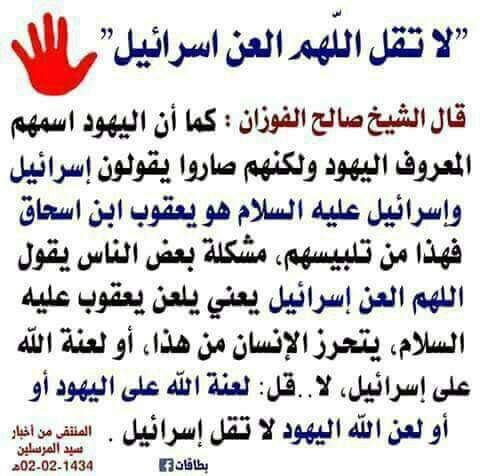 ”لا تقل اللّهم العن اسرائيل”
قال الشيخ صالح الفوزان : كما أن اليهود اسمهم
المعروف اليهود ولكنهم صاروا يقولون إسرائيل
وإسرائيل عليه السلام هو يعقوب ابن اسحاق
فهذا من تلبيسهم، مشكلة بعض الناس يقول
اللهم العن إسرائيل يعني يلعن يعقوب عليه
السلام، يتحرز الإنسان من هذا، أو لعنة الله
على إسرائيل، لا..قل: لعنة الله على اليهود أو
أو لعن الله اليهود لا تقل إسرائيل .
المنتقى من أخبار
سيد المرسلين
02-02-1434هـ
بطاقات